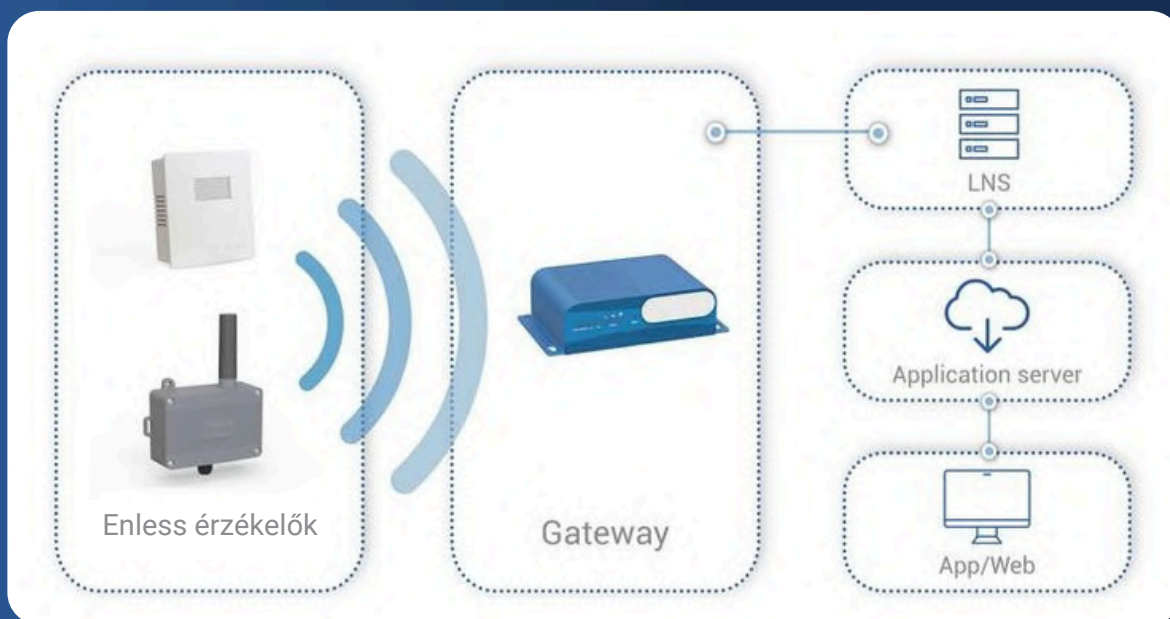 Enless érzékelők
Gateway
LNS
Application server
App/Web